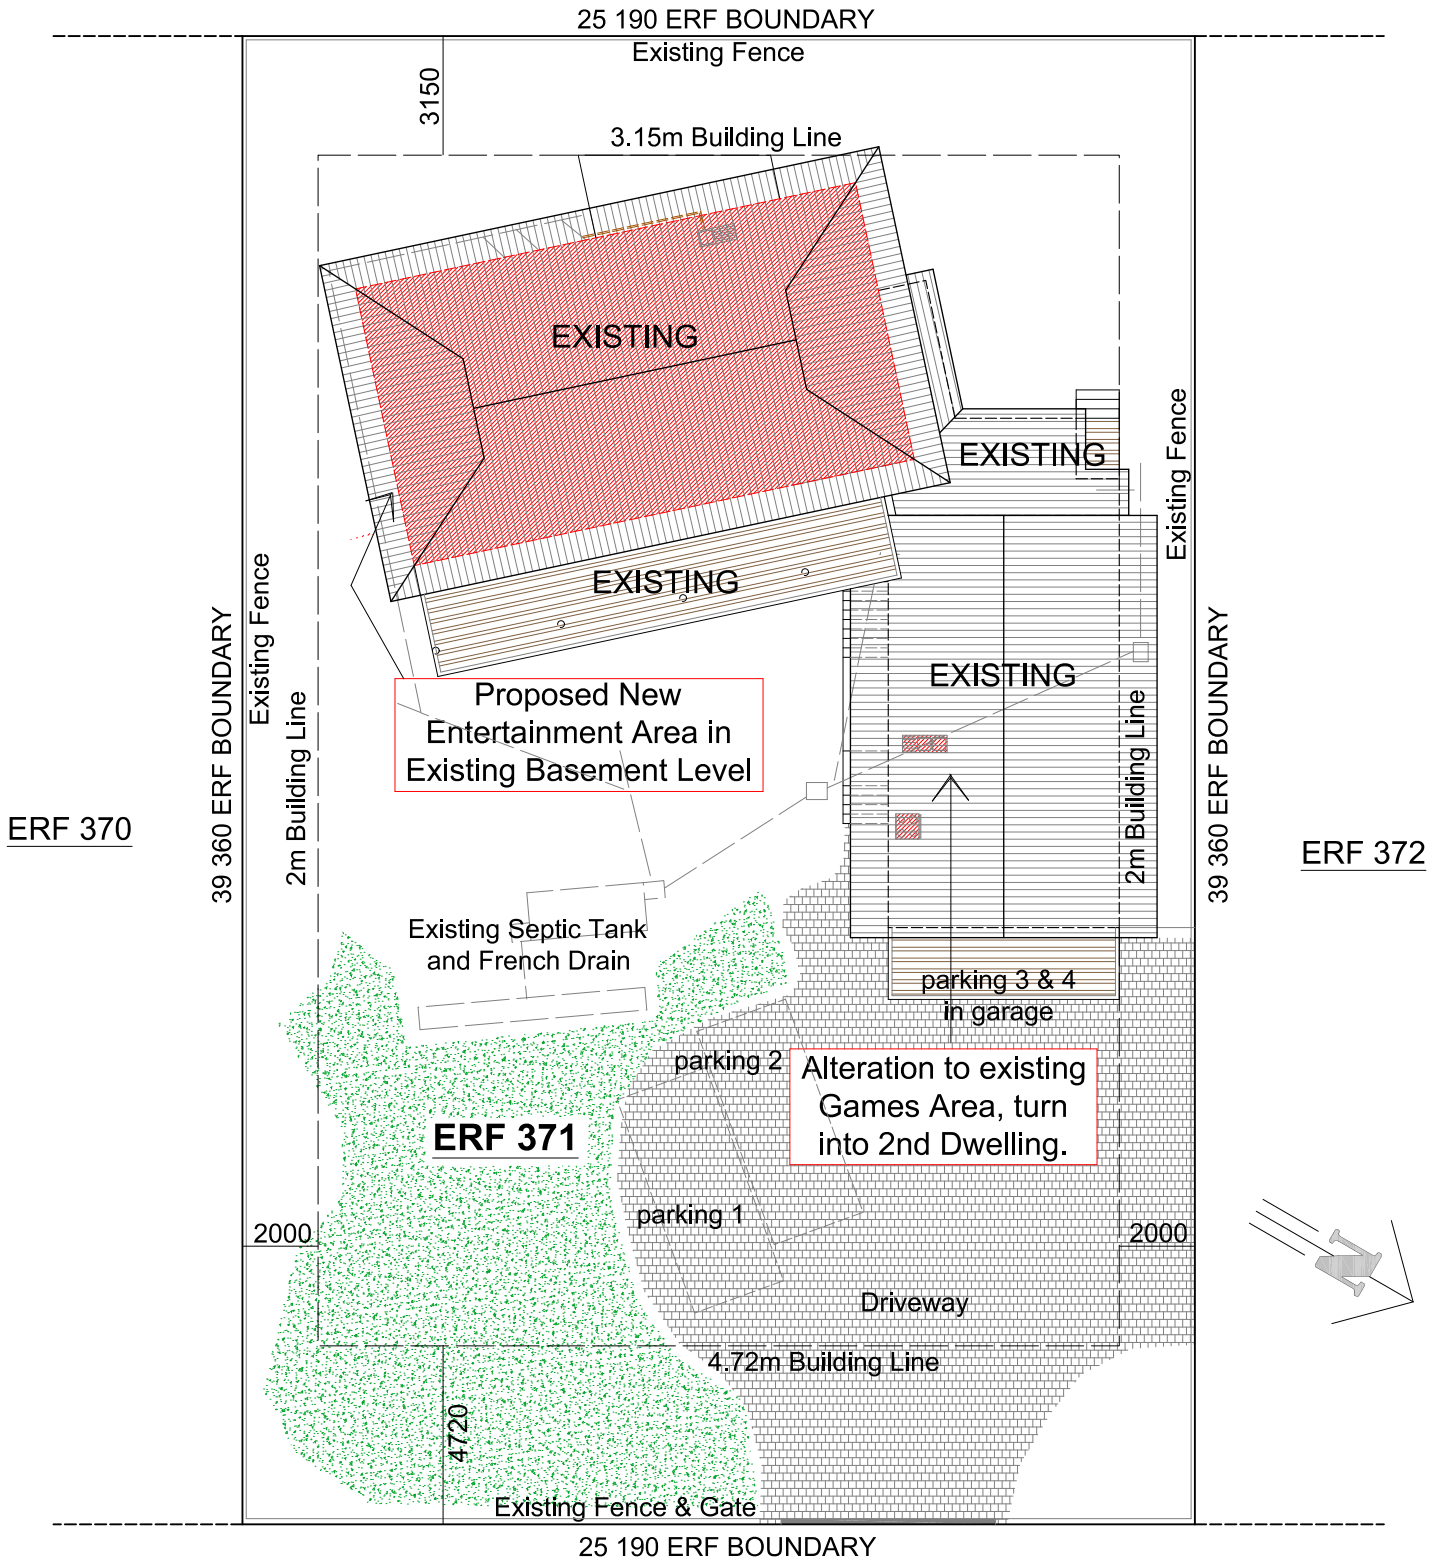 25 190 ERF BOUNDARY
Existing Fence
3150
3.15m Building Line
EXISTING
EXISTING
Existing Fence
EXISTING
Existing Fence
39 360 ERF BOUNDARY
2m Building Line
EXISTING
2m Building Line
39 360 ERF BOUNDARY
Proposed New
Entertainment Area in
Existing Basement Level
ERF 370
ERF 372
Existing Septic Tank
and French Drain
parking 3 & 4
in garage
parking 2
Alteration to existing
Games Area, turn
into 2nd Dwelling.
ERF 371
parking 1
2000
2000
Driveway
4.72m Building Line
4720
Existing Fence & Gate
25 190 ERF BOUNDARY